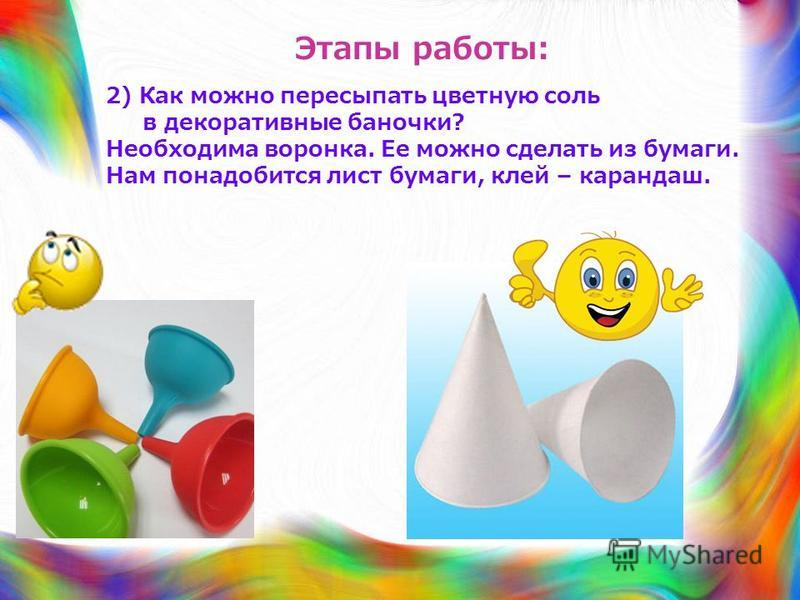 Этапы работы:
2) Как можно пересыпать цветную соль
в декоративные баночки?
Необходима воронка. Ее можно сделать из бумаги.
Нам понадобится лист бумаги, клей – карандаш.
MyShared